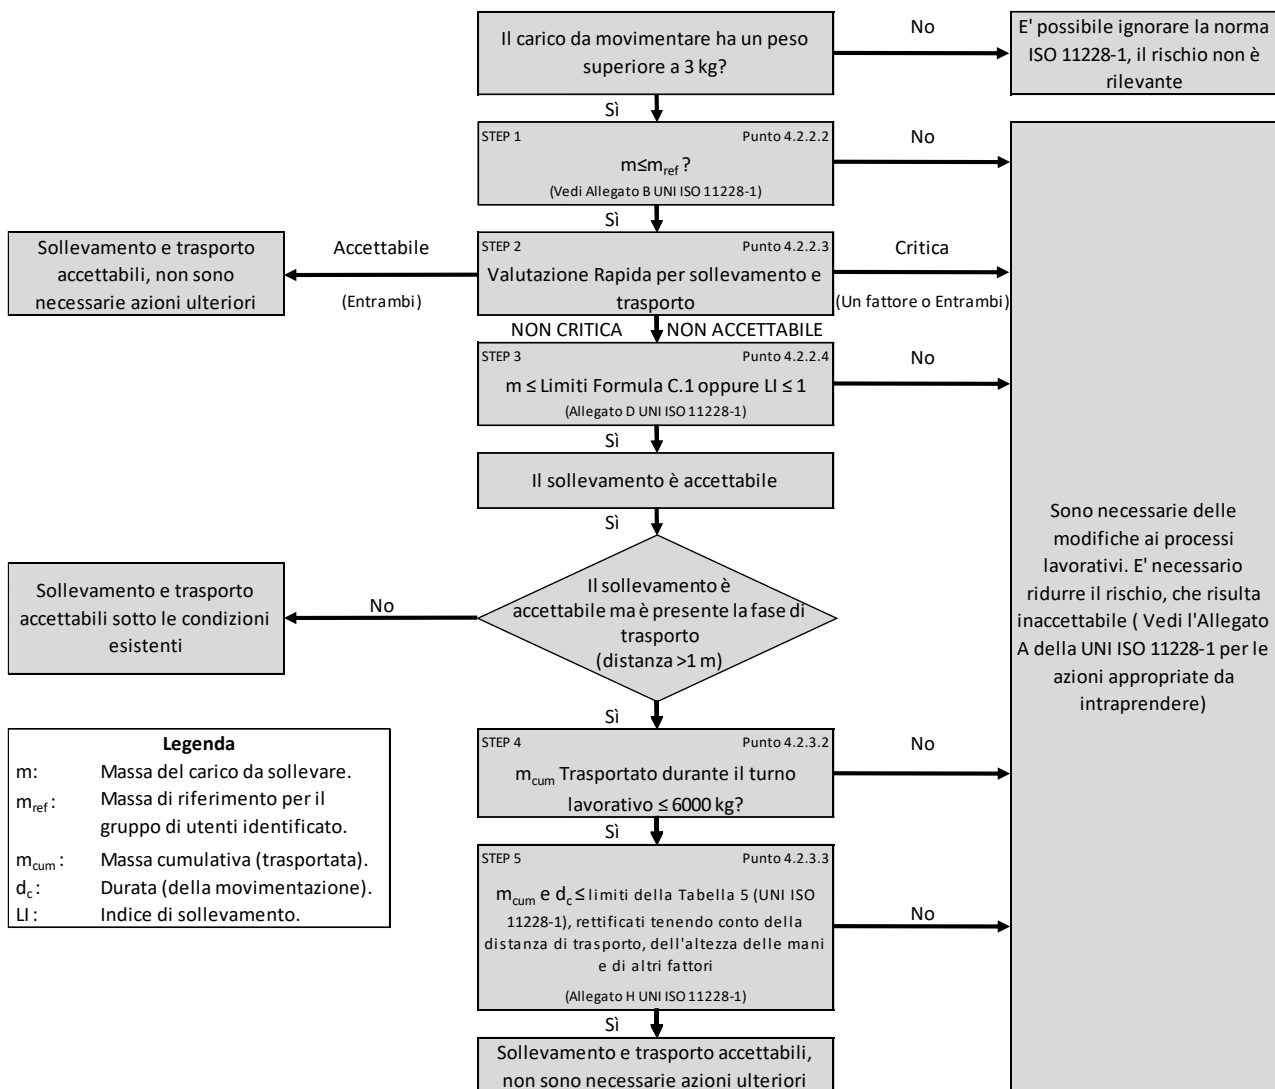 Il carico da movimentare ha un peso
superiore a 3 kg?
No
E' possibile ignorare la norma
ISO 11228-1, il rischio non è
rilevante
Sì
STEP 1 Punto 4.2.2.2
m≤mref ?
(Vedi Allegato B UNI ISO 11228-1)
No
Sì
Sollevamento e trasporto
accettabili, non sono
necessarie azioni ulteriori
Accettabile
(Entrambi)
STEP 2 Punto 4.2.2.3
Valutazione Rapida per sollevamento e
trasporto
Critica
(Un fattore o Entrambi)
NON CRITICA NON ACCETTABILE
STEP 3 Punto 4.2.2.4
m ≤ Limiti Formula C.1 oppure LI ≤ 1
(Allegato D UNI ISO 11228-1)
No
Sì
Il sollevamento è accettabile
Sì
Sono necessarie delle
modifiche ai processi
lavorativi. E' necessario
ridurre il rischio, che risulta
inaccettabile ( Vedi l'Allegato
A della UNI ISO 11228-1 per le
azioni appropriate da
intraprendere)
Sollevamento e trasporto
accettabili sotto le condizioni
esistenti
No
Il sollevamento è
accettabile ma è presente la fase di
trasporto
(distanza >1 m)
Sì
Legenda
m: Massa del carico da sollevare.
mref : Massa di riferimento per il
gruppo di utenti identificato.
mcum : Massa cumulativa (trasportata).
dc : Durata (della movimentazione).
LI : Indice di sollevamento.
STEP 4 Punto 4.2.3.2
mcum Trasportato durante il turno
lavorativo ≤ 6000 kg?
No
Sì
STEP 5 Punto 4.2.3.3
mcum e dc ≤ limiti della Tabella 5 (UNI ISO
11228-1), rettificati tenendo conto della
distanza di trasporto, dell'altezza delle mani
e di altri fattori
(Allegato H UNI ISO 11228-1)
No
Sì
Sollevamento e trasporto accettabili,
non sono necessarie azioni ulteriori